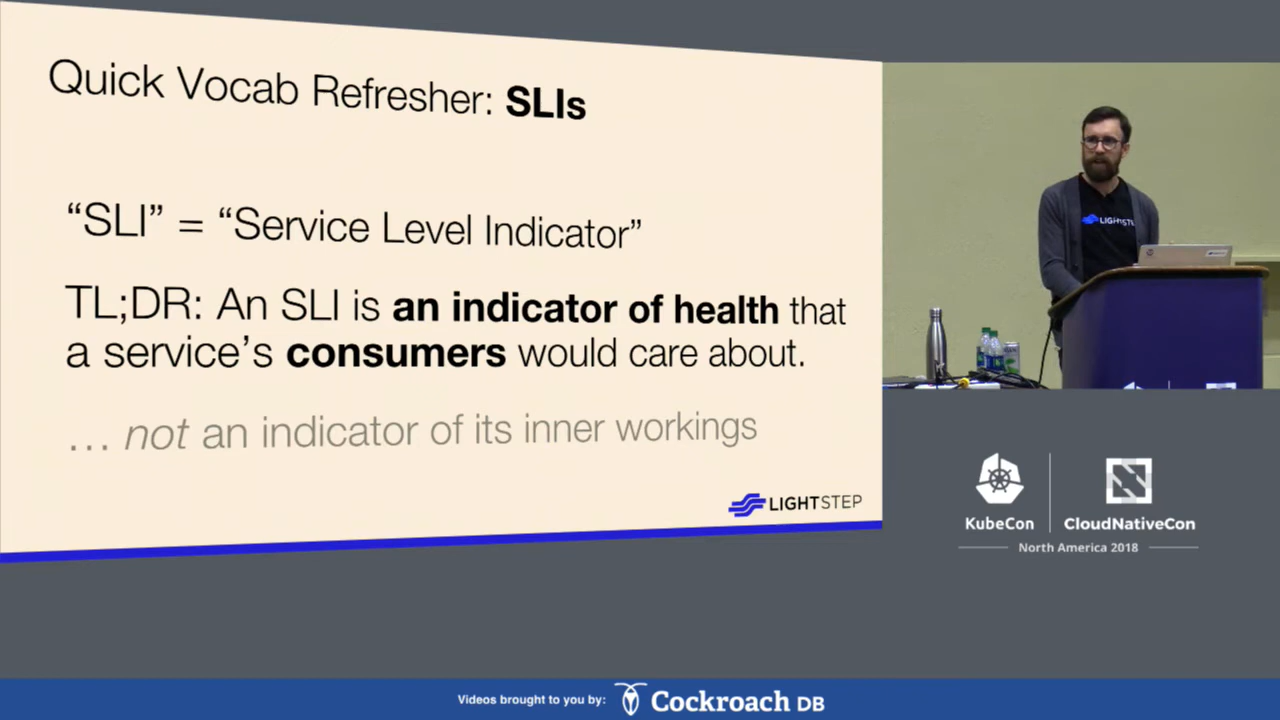 Quick Vocab Refresher: SLIs
“SLI” = “Service Level Indicator”
TL;DR: An SLI is an indicator of health that
a service’s consumers would care about.
… not an indicator of its inner workings
LIGHTSTEP
KubeCon
CloudNativeCon
North America 2018
Videos brought to you by:
Cockroach DB